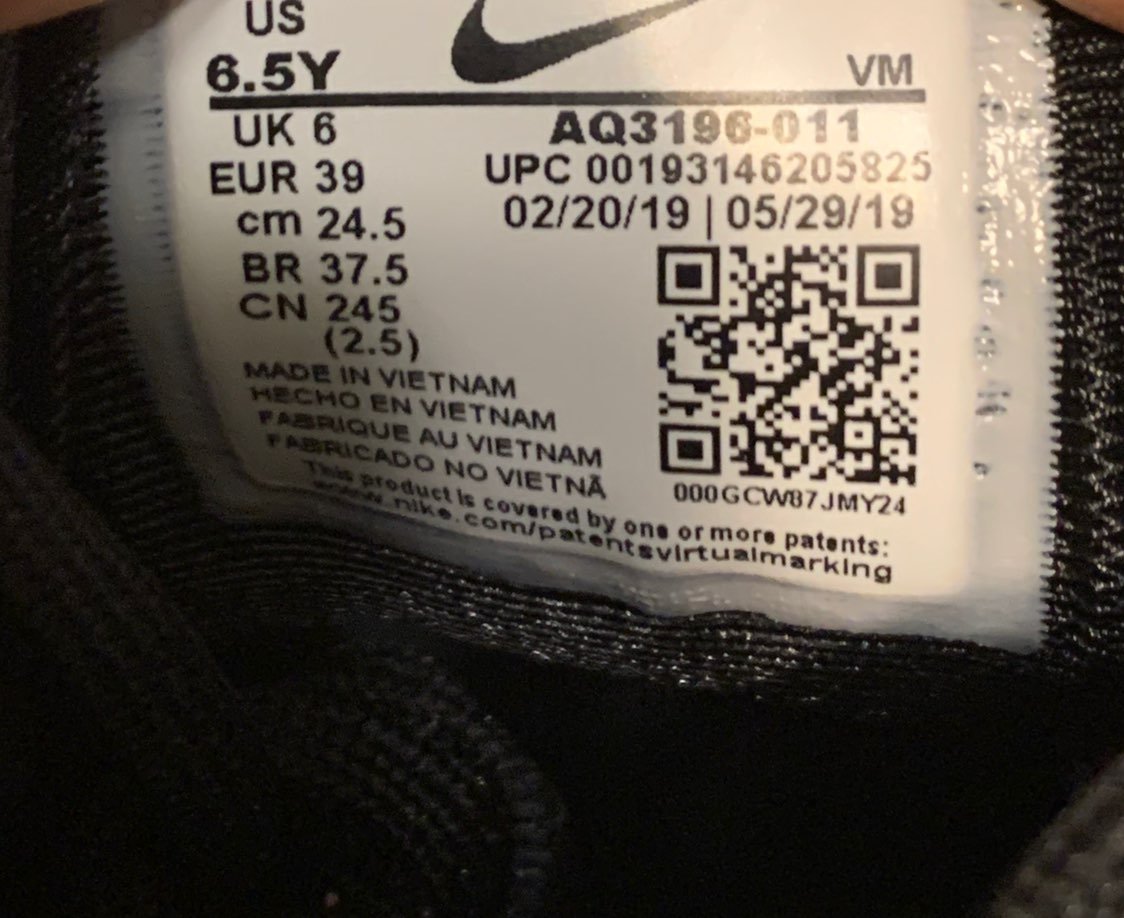 US
6.5Y
VM
UK 6
EUR 39
cm 24.5
BR 37.5
CN 245
(2.5)
AQ3196-011
UPC 00193146205825
02/20/19 | 05/29/19
000GCW87JMY24
MADE IN VIETNAM
HECHO EN VIETNAM
FABRIQUE AU VIETNAM
FABRICADO NO VIETNÃ
This product is covered by one or more patents:
www.nike.com/patentsvirtualmarking